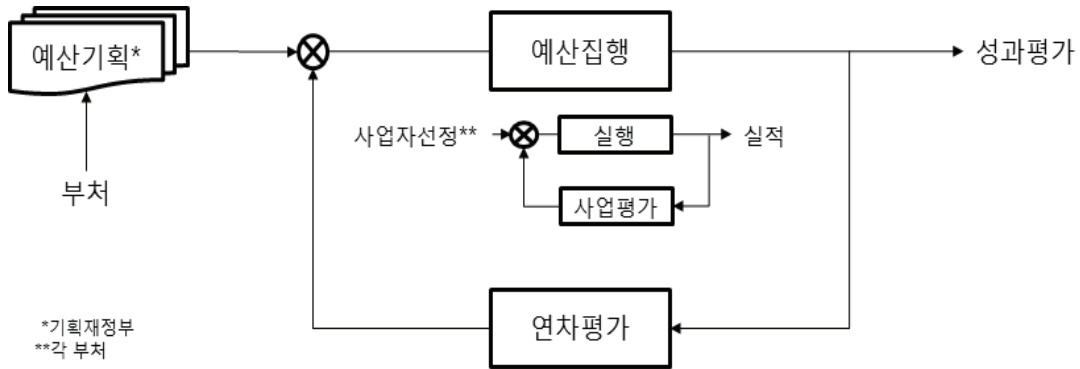 예산기획*
예산집행
성과평가
사업자선정**
실행
실적
부처
사업평가
연차평가
*기획재정부
**각 부처